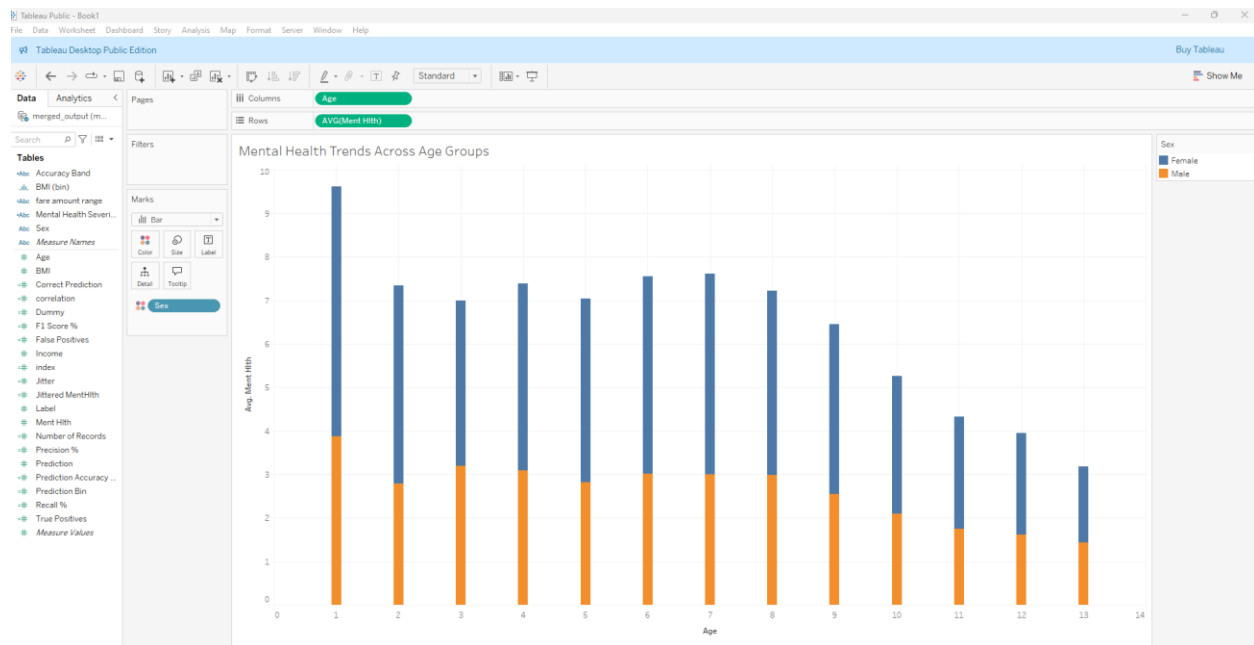 Tableau Public - Book1
File Data Worksheet Dashboard Story Analysis Map Format Server Window Help
Tableau Desktop Public Edition
Buy Tableau
Standard
Show Me
Data Analytics
merged_output (m...
Search
Tables
Abc Accuracy Band
BMI (bin)
Abc fare amount range
Abc Mental Health Severi...
Abc Sex
Abc Measure Names
Age
BMI
Correct Prediction
correlation
Dummy
F1 Score %
False Positives
Income
index
Jitter
Jittered MentHlth
Label
Ment Hlth
Number of Records
Precision %
Prediction
Prediction Accuracy ...
Prediction Bin
Recall %
True Positives
Measure Values
Pages
Filters
Marks
Bar
Color Size Label
Detail Tooltip
Sex
Columns Age
Rows AVG(Ment Hlth)
Mental Health Trends Across Age Groups
10
9
8
7
6
5
4
3
2
1
0
Avg. Ment Hlth
0 1 2 3 4 5 6 7 8 9 10 11 12 13 14
Age
Sex
Female
Male